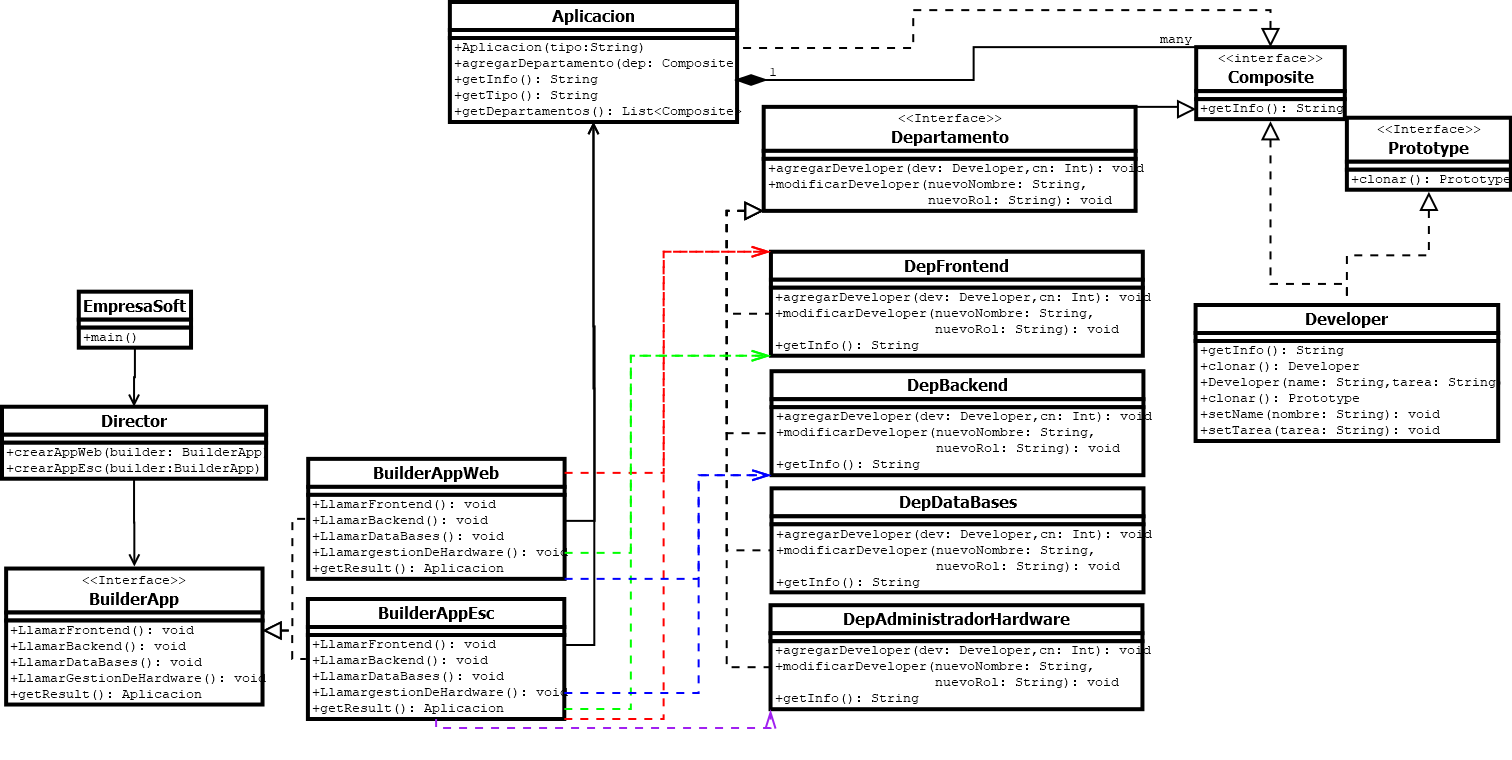 Aplicacion
+Aplicacion(tipo:String)
+agregarDepartamento(dep: Composite
+getInfo(): String
+getTipo(): String
+getDepartamentos(): List<Composite>
1
many
<<interface>>
Composite
+getInfo(): String
<<Interface>>
Departamento
+agregarDeveloper(dev: Developer,cn: Int): void
+modificarDeveloper(nuevoNombre: String,
nuevoRol: String): void
<<Interface>>
Prototype
+clonar(): Prototype
DepFrontend
+agregarDeveloper(dev: Developer,cn: Int): void
+modificarDeveloper(nuevoNombre: String,
nuevoRol: String): void
+getInfo(): String
EmpresaSoft
+main()
Developer
+getInfo(): String
+clonar(): Developer
+Developer(name: String,tarea: String
+clonar(): Prototype
+setName(nombre: String): void
+setTarea(tarea: String): void
DepBackend
+agregarDeveloper(dev: Developer,cn: Int): void
+modificarDeveloper(nuevoNombre: String,
nuevoRol: String): void
+getInfo(): String
Director
+crearAppWeb(builder: BuilderApp
+crearAppEsc(builder:BuilderApp)
BuilderAppWeb
+LlamarFrontend(): void
+LlamarBackend(): void
+LlamarDataBases(): void
+LlamargestionDeHardware(): void
+getResult(): Aplicacion
DepDataBases
+agregarDeveloper(dev: Developer,cn: Int): void
+modificarDeveloper(nuevoNombre: String,
nuevoRol: String): void
+getInfo(): String
<<Interface>>
BuilderApp
+LlamarFrontend(): void
+LlamarBackend(): void
+LlamarDataBases(): void
+LlamarGestionDeHardware(): void
+getResult(): Aplicacion
BuilderAppEsc
+LlamarFrontend(): void
+LlamarBackend(): void
+LlamarDataBases(): void
+LlamargestionDeHardware(): void
+getResult(): Aplicacion
DepAdministradorHardware
+agregarDeveloper(dev: Developer,cn: Int): void
+modificarDeveloper(nuevoNombre: String,
nuevoRol: String): void
+getInfo(): String